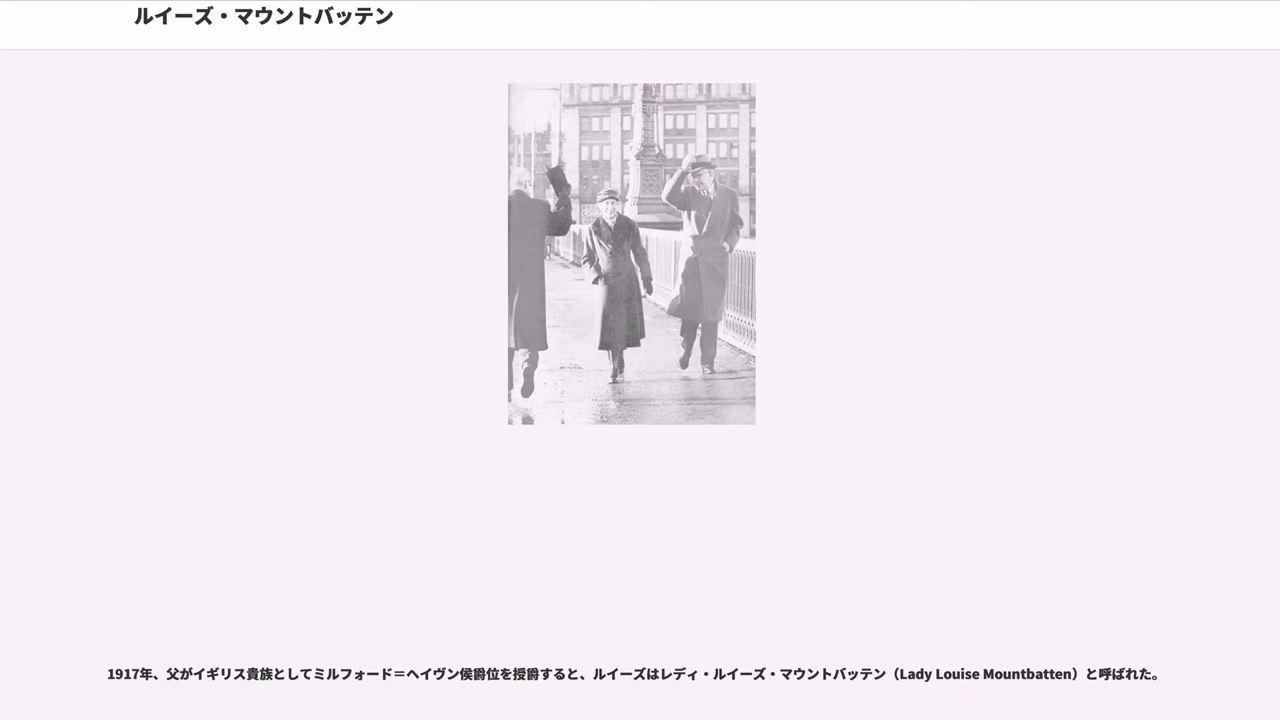 ルイーズ・マウントバッテン
1917年、父がイギリス貴族としてミルフォード＝ヘイヴン侯爵位を授爵すると、ルイーズはレディ・ルイーズ・マウントバッテン（Lady Louise Mountbatten）と呼ばれた。